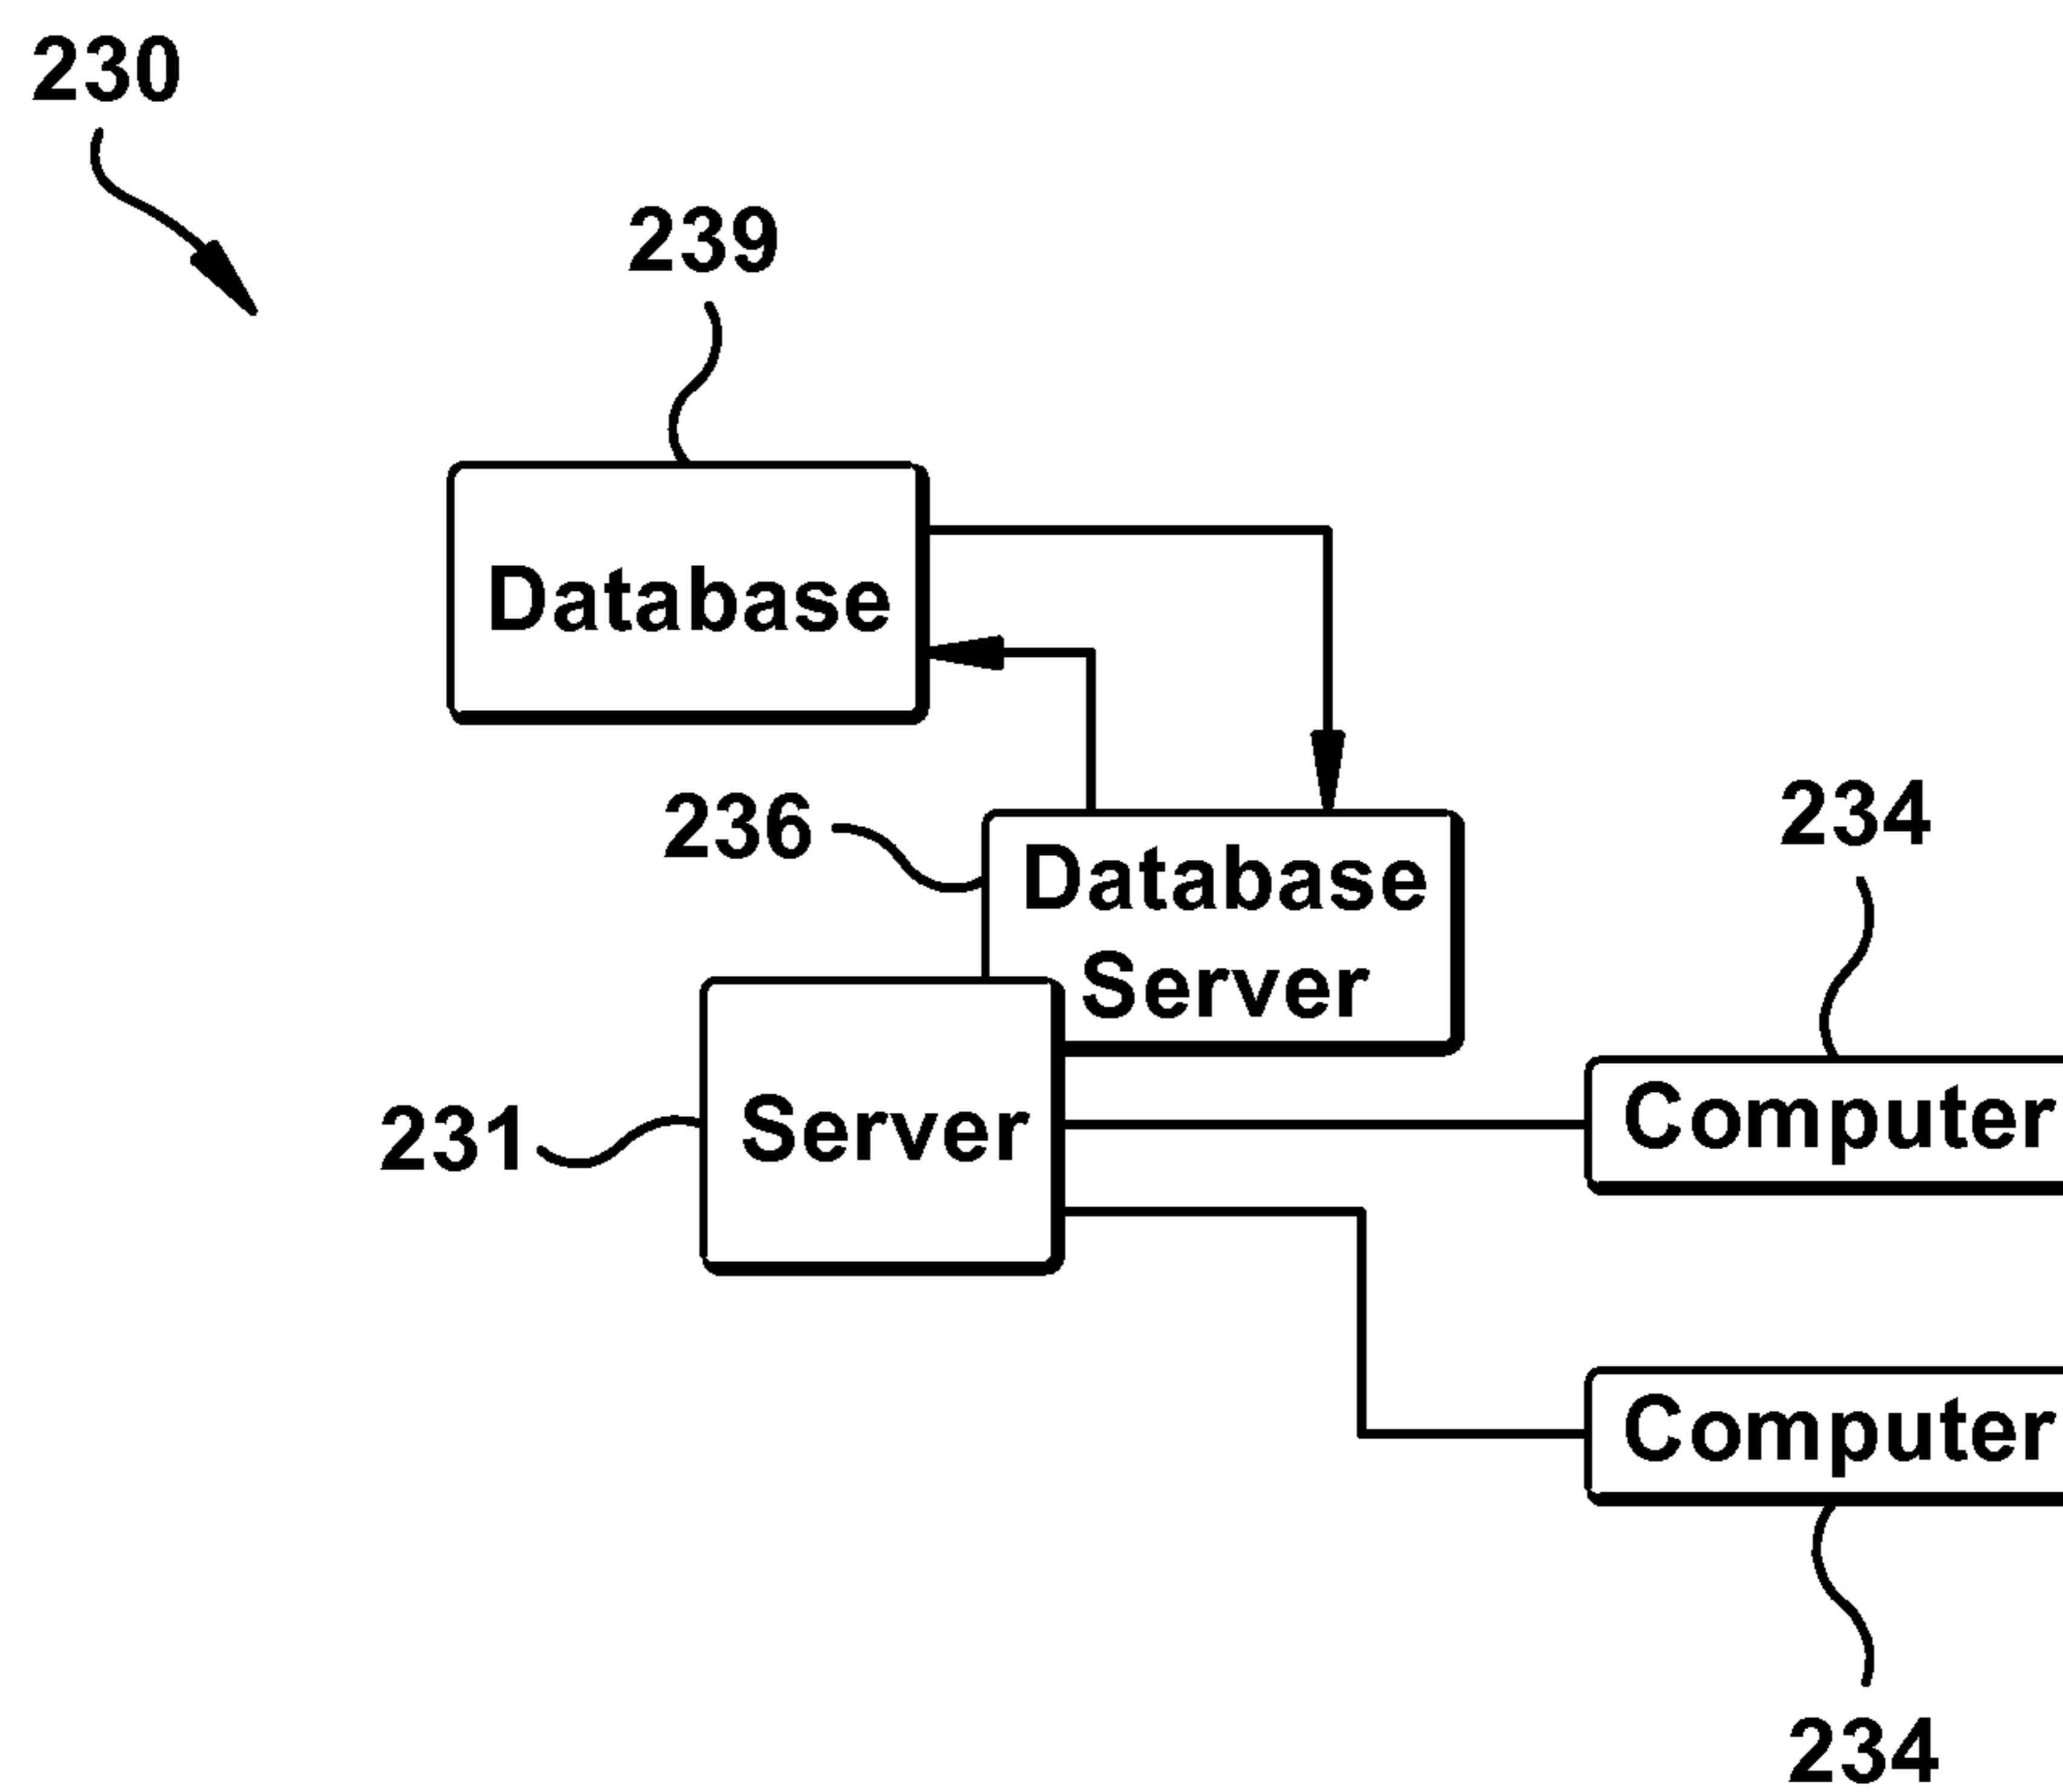 230
239
Database
236
Database
Server
234
231
Server
Computer
Computer
234